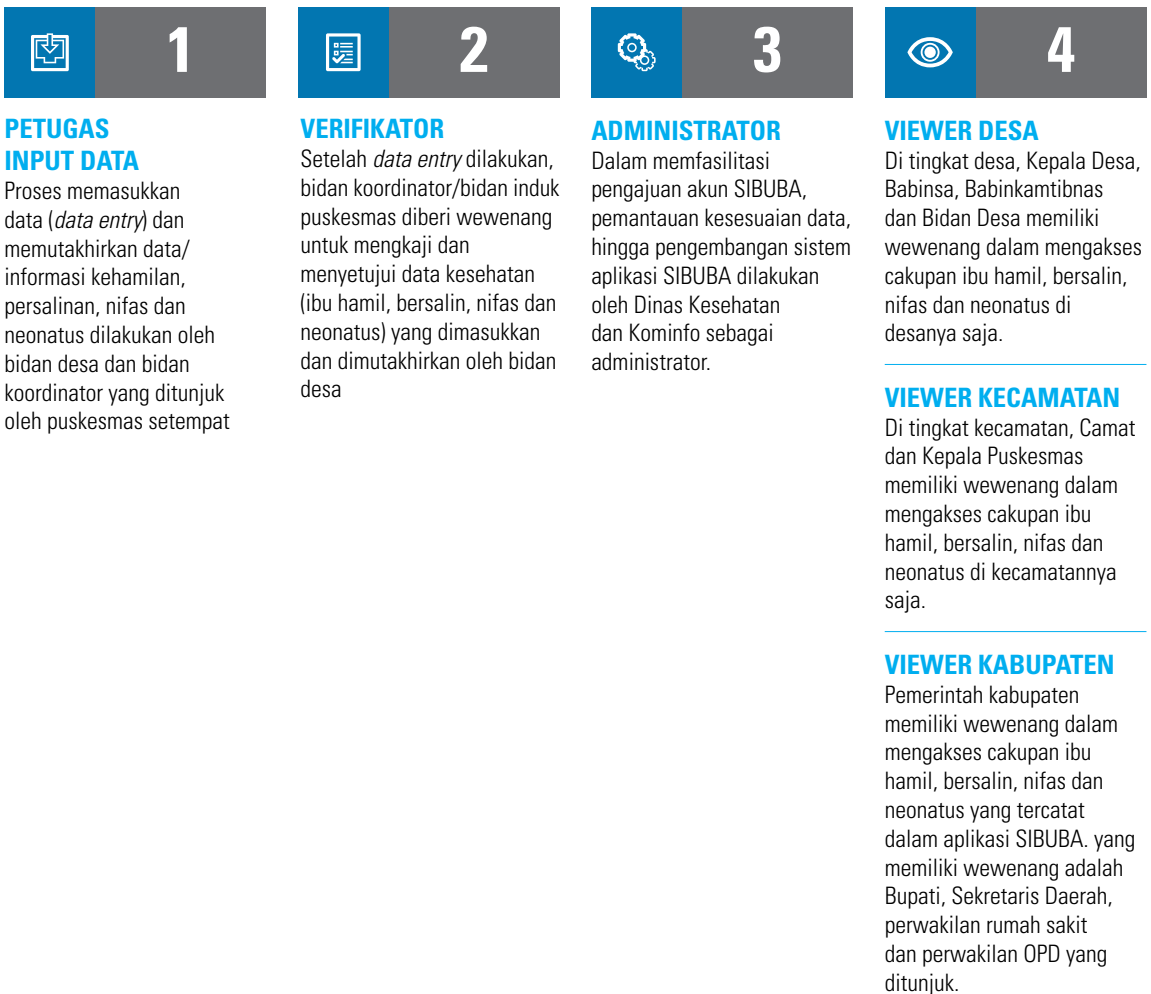 1
PETUGAS
INPUT DATA
Proses memasukkan
data (data entry) dan
memutakhirkan data/
informasi kehamilan,
persalinan, nifas dan
neonatus dilakukan oleh
bidan desa dan bidan
koordinator yang ditunjuk
oleh puskesmas setempat
2
VERIFIKATOR
Setelah data entry dilakukan,
bidan koordinator/bidan induk
puskesmas diberi wewenang
untuk mengkaji dan
menyetujui data kesehatan
(ibu hamil, bersalin, nifas dan
neonatus) yang dimasukkan
dan dimutakhirkan oleh bidan
desa
3
ADMINISTRATOR
Dalam memfasilitasi
pengajuan akun SIBUBA,
pemantauan kesesuaian data,
hingga pengembangan sistem
aplikasi SIBUBA dilakukan
oleh Dinas Kesehatan
dan Kominfo sebagai
administrator.
4
VIEWER DESA
Di tingkat desa, Kepala Desa,
Babinsa, Babinkamtibnas
dan Bidan Desa memiliki
wewenang dalam mengakses
cakupan ibu hamil, bersalin,
nifas dan neonatus di
desanya saja.
VIEWER KECAMATAN
Di tingkat kecamatan, Camat
dan Kepala Puskesmas
memiliki wewenang dalam
mengakses cakupan ibu
hamil, bersalin, nifas dan
neonatus di kecamatannya
saja.
VIEWER KABUPATEN
Pemerintah kabupaten
memiliki wewenang dalam
mengakses cakupan ibu
hamil, bersalin, nifas dan
neonatus yang tercatat
dalam aplikasi SIBUBA. yang
memiliki wewenang adalah
Bupati, Sekretaris Daerah,
perwakilan rumah sakit
dan perwakilan OPD yang
ditunjuk.